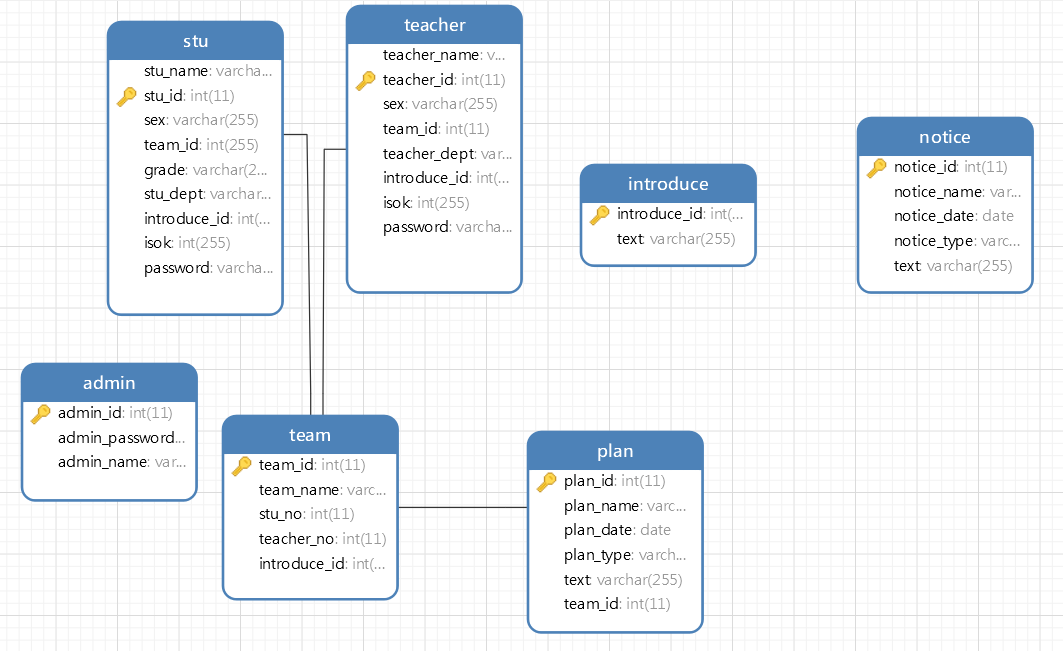 stu
stu_name: varcha...
stu_id: int(11)
sex: varchar(255)
team_id: int(255)
grade: varchar(2...
stu_dept: varchar...
introduce_id: int(...
isok: int(255)
password: varcha...
teacher
teacher_name: v...
teacher_id: int(11)
sex: varchar(255)
team_id: int(11)
teacher_dept: var...
introduce_id: int(...
isok: int(255)
password: varcha...
introduce
introduce_id: int(...
text: varchar(255)
notice
notice_id: int(11)
notice_name: var...
notice_date: date
notice_type: varc...
text: varchar(255)
admin
admin_id: int(11)
admin_password...
admin_name: var...
team
team_id: int(11)
team_name: varc...
stu_no: int(11)
teacher_no: int(11)
introduce_id: int(...
plan
plan_id: int(11)
plan_name: varc...
plan_date: date
plan_type: varch...
text: varchar(255)
team_id: int(11)